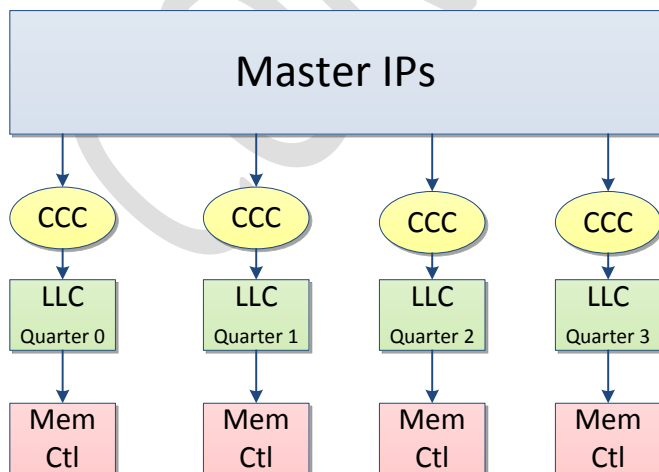 Master IPs
CCC
CCC
CCC
CCC
LLC
Quarter 0
LLC
Quarter 1
LLC
Quarter 2
LLC
Quarter 3
Mem
Ctl
Mem
Ctl
Mem
Ctl
Mem
Ctl